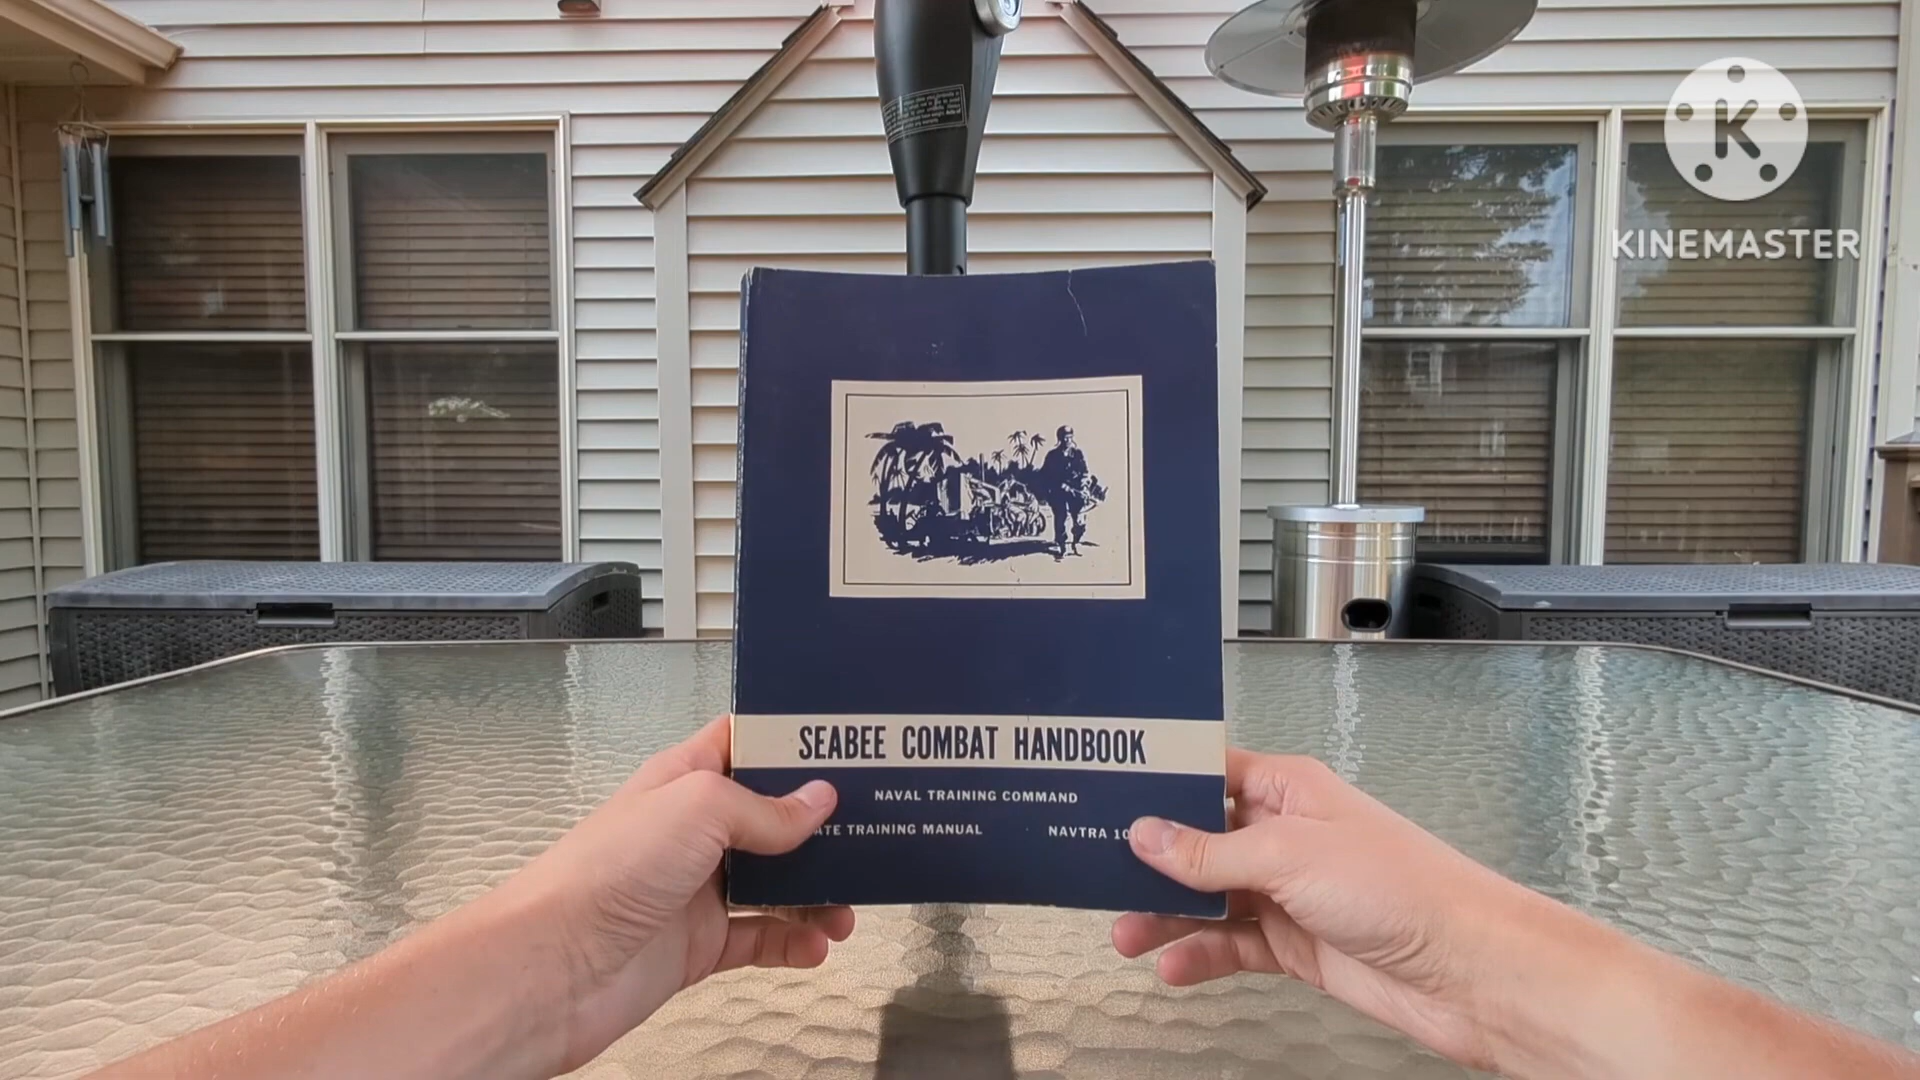 K
KINEMASTER
SEABEE COMBAT HANDBOOK
NAVAL TRAINING COMMAND
ATE TRAINING MANUAL NAVTRA 10